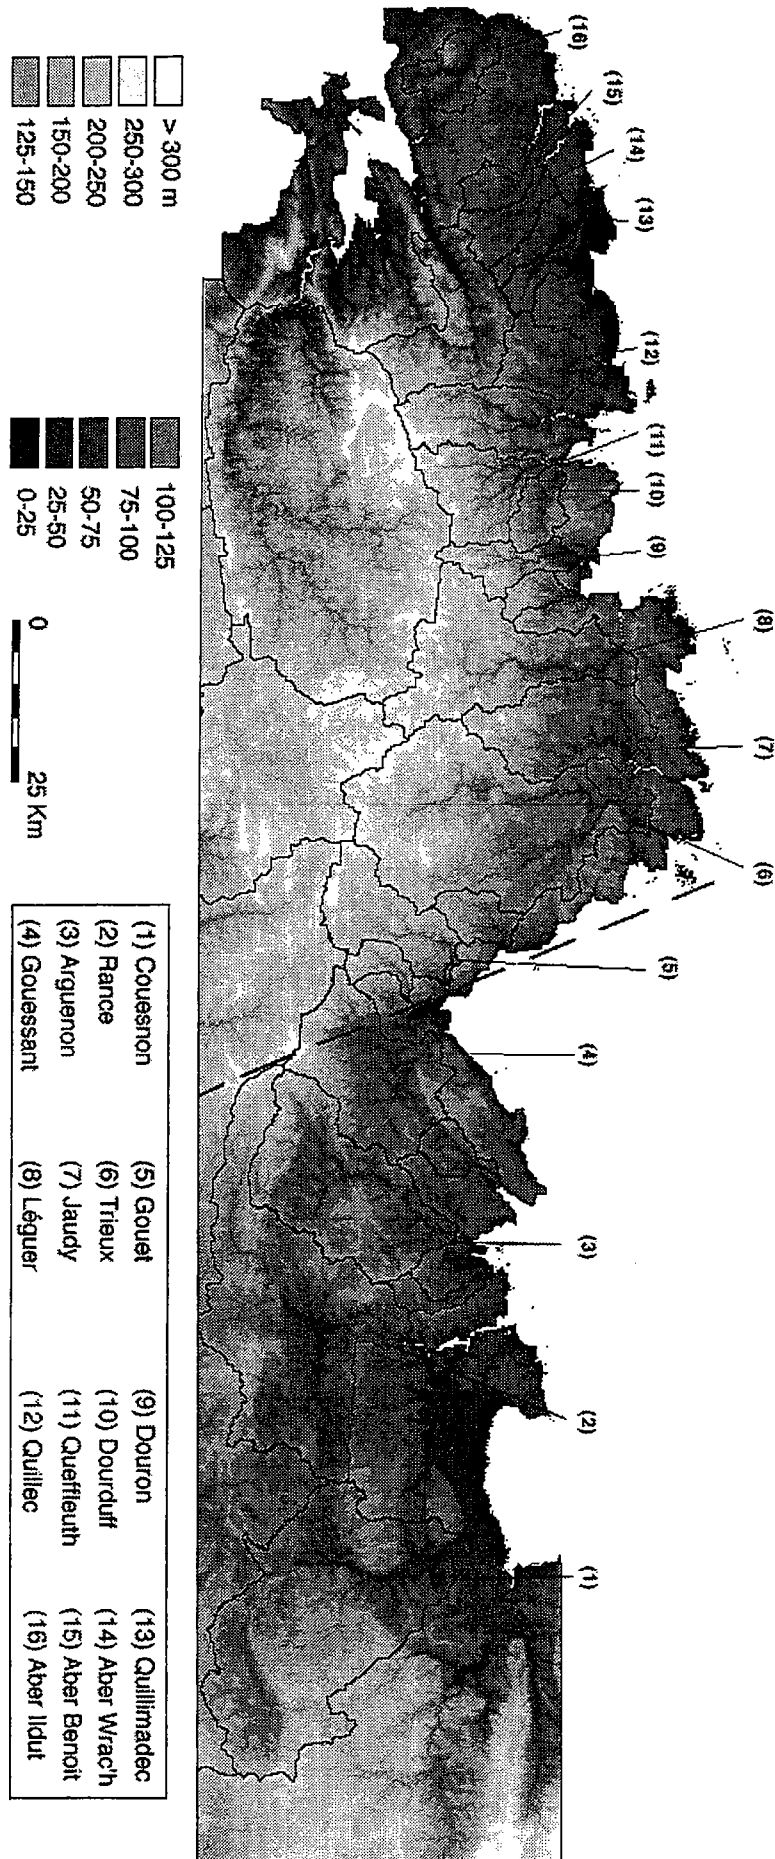 (16)
(15)
(14)
(13)
(12)
(11)
(10)
(9)
(8)
(7)
(6)
(5)
(4)
(3)
(2)
(1)
> 300 m
250-300
200-250
150-200
125-150
100-125
75-100
50-75
25-50
0-25
0 25 Km
(1) Couesnon
(2) Rance
(3) Arguenon
(4) Gouessant
(5) Gouet
(6) Trieux
(7) Jaudy
(8) Léguer
(9) Douron
(10) Dourduff
(11) Queffleuth
(12) Quillec
(13) Quillimadec
(14) Aber Wrac'h
(15) Aber Benoit
(16) Aber Ildut